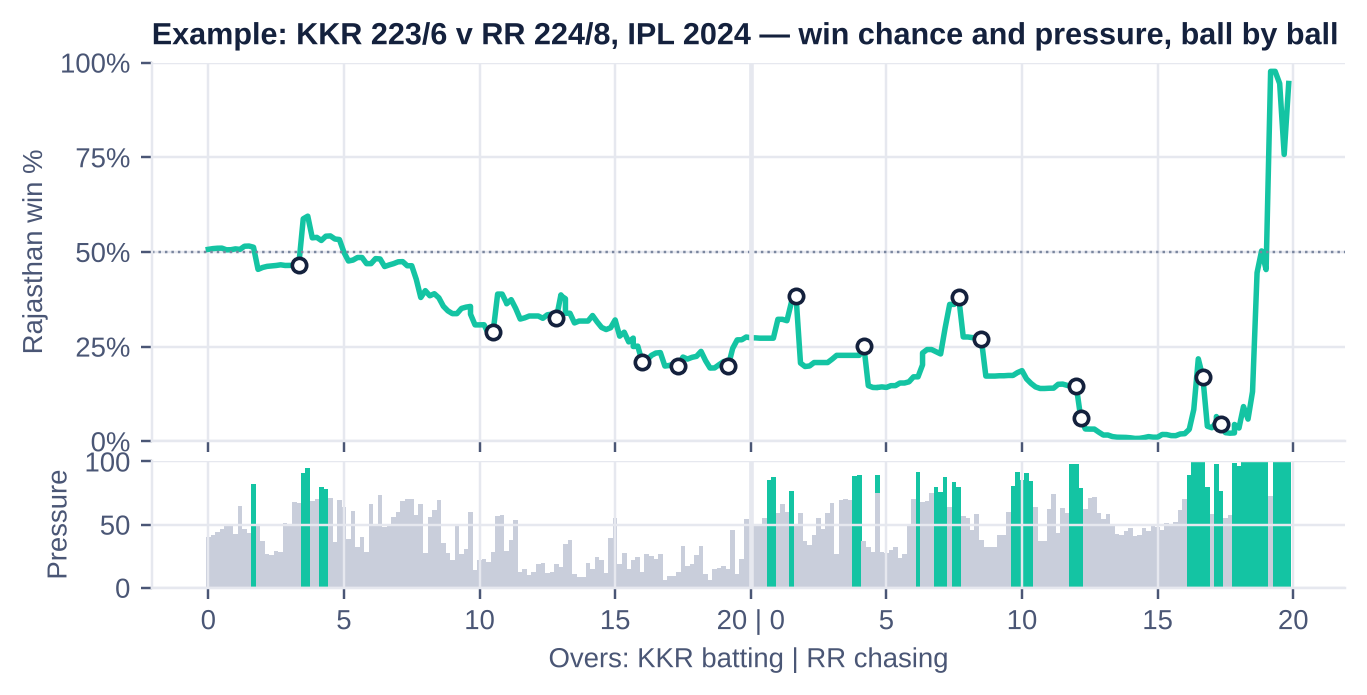 Example: KKR 223/6 v RR 224/8, IPL 2024 — win chance and pressure, ball by ball
100%
75%
50%
25%
0%
Rajasthan win %
100
50
0
Pressure
0 5 10 15 20 | 0 5 10 15 20
Overs: KKR batting | RR chasing